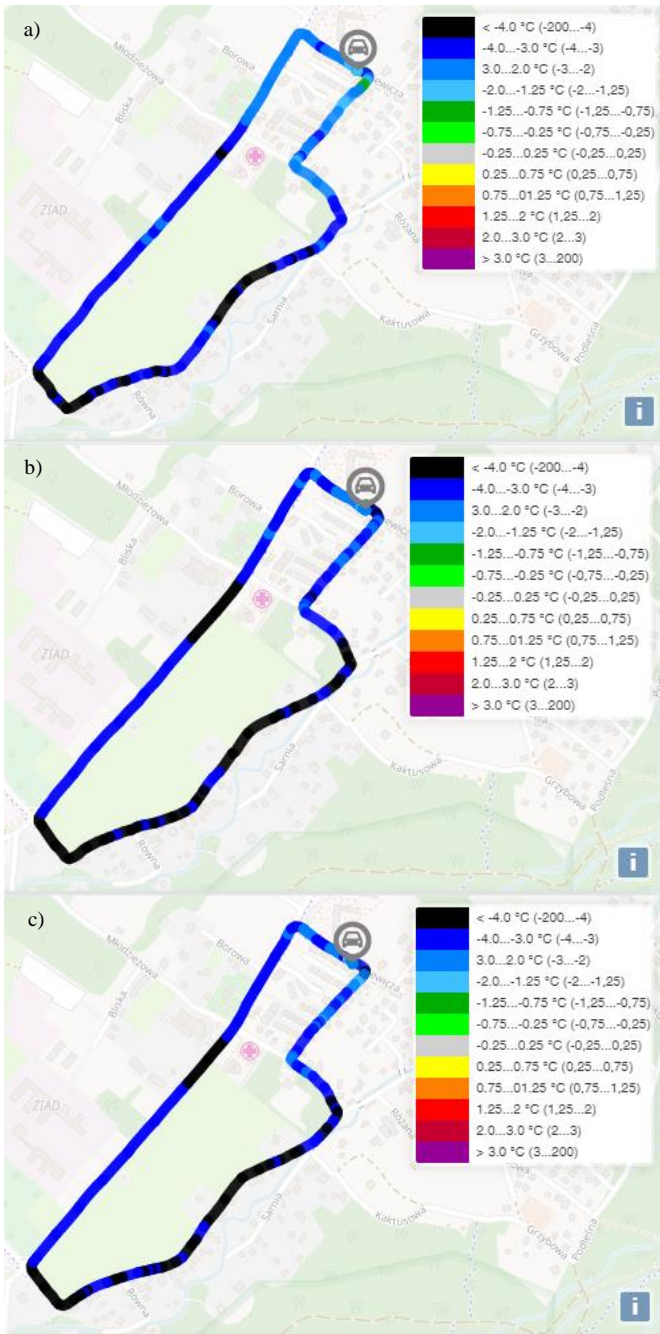 a)
< -4.0 °C (-200...-4)
-4.0...-3.0 °C (-4...-3)
3.0...2.0 °C (-3...-2)
-2.0...-1.25 °C (-2...-1,25)
-1.25...-0.75 °C (-1,25...-0,75)
-0.75...-0.25 °C (-0,75...-0,25)
-0.25...0.25 °C (-0,25...0,25)
0.25...0.75 °C (0,25...0,75)
0.75...01.25 °C (0,75...1,25)
1.25...2 °C (1,25...2)
2.0...3.0 °C (2...3)
> 3.0 °C (3...200)
Młodzieżowa
Borowa
Bliska
ZIAD
Różana
Sarnia
Kaktusowa
Grzybowa
Podleśna
Równa
i
b)
< -4.0 °C (-200...-4)
-4.0...-3.0 °C (-4...-3)
3.0...2.0 °C (-3...-2)
-2.0...-1.25 °C (-2...-1,25)
-1.25...-0.75 °C (-1,25...-0,75)
-0.75...-0.25 °C (-0,75...-0,25)
-0.25...0.25 °C (-0,25...0,25)
0.25...0.75 °C (0,25...0,75)
0.75...01.25 °C (0,75...1,25)
1.25...2 °C (1,25...2)
2.0...3.0 °C (2...3)
> 3.0 °C (3...200)
Młodzieżowa
Borowa
Bliska
ZIAD
Sarnia
Kaktusowa
Grzybowa
Podleśna
Równa
i
c)
< -4.0 °C (-200...-4)
-4.0...-3.0 °C (-4...-3)
3.0...2.0 °C (-3...-2)
-2.0...-1.25 °C (-2...-1,25)
-1.25...-0.75 °C (-1,25...-0,75)
-0.75...-0.25 °C (-0,75...-0,25)
-0.25...0.25 °C (-0,25...0,25)
0.25...0.75 °C (0,25...0,75)
0.75...01.25 °C (0,75...1,25)
1.25...2 °C (1,25...2)
2.0...3.0 °C (2...3)
> 3.0 °C (3...200)
Młodzieżowa
Borowa
Bliska
ZIAD
Różana
Sarnia
Kaktusowa
Grzybowa
Podleśna
Równa
i